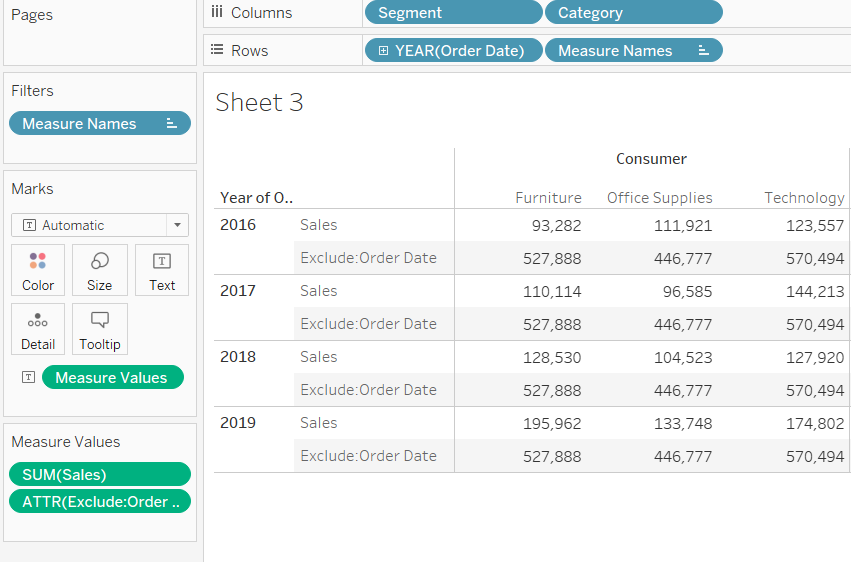 Pages
Columns
Segment
Category
Rows
YEAR(Order Date)
Measure Names
Filters
Measure Names
Marks
Automatic
Color
Size
Text
Detail
Tooltip
Measure Values
Measure Values
SUM(Sales)
ATTR(Exclude:Order ..
Sheet 3
Consumer
Year of O.. Furniture Office Supplies Technology
2016 Sales 93,282 111,921 123,557
Exclude:Order Date 527,888 446,777 570,494
2017 Sales 110,114 96,585 144,213
Exclude:Order Date 527,888 446,777 570,494
2018 Sales 128,530 104,523 127,920
Exclude:Order Date 527,888 446,777 570,494
2019 Sales 195,962 133,748 174,802
Exclude:Order Date 527,888 446,777 570,494